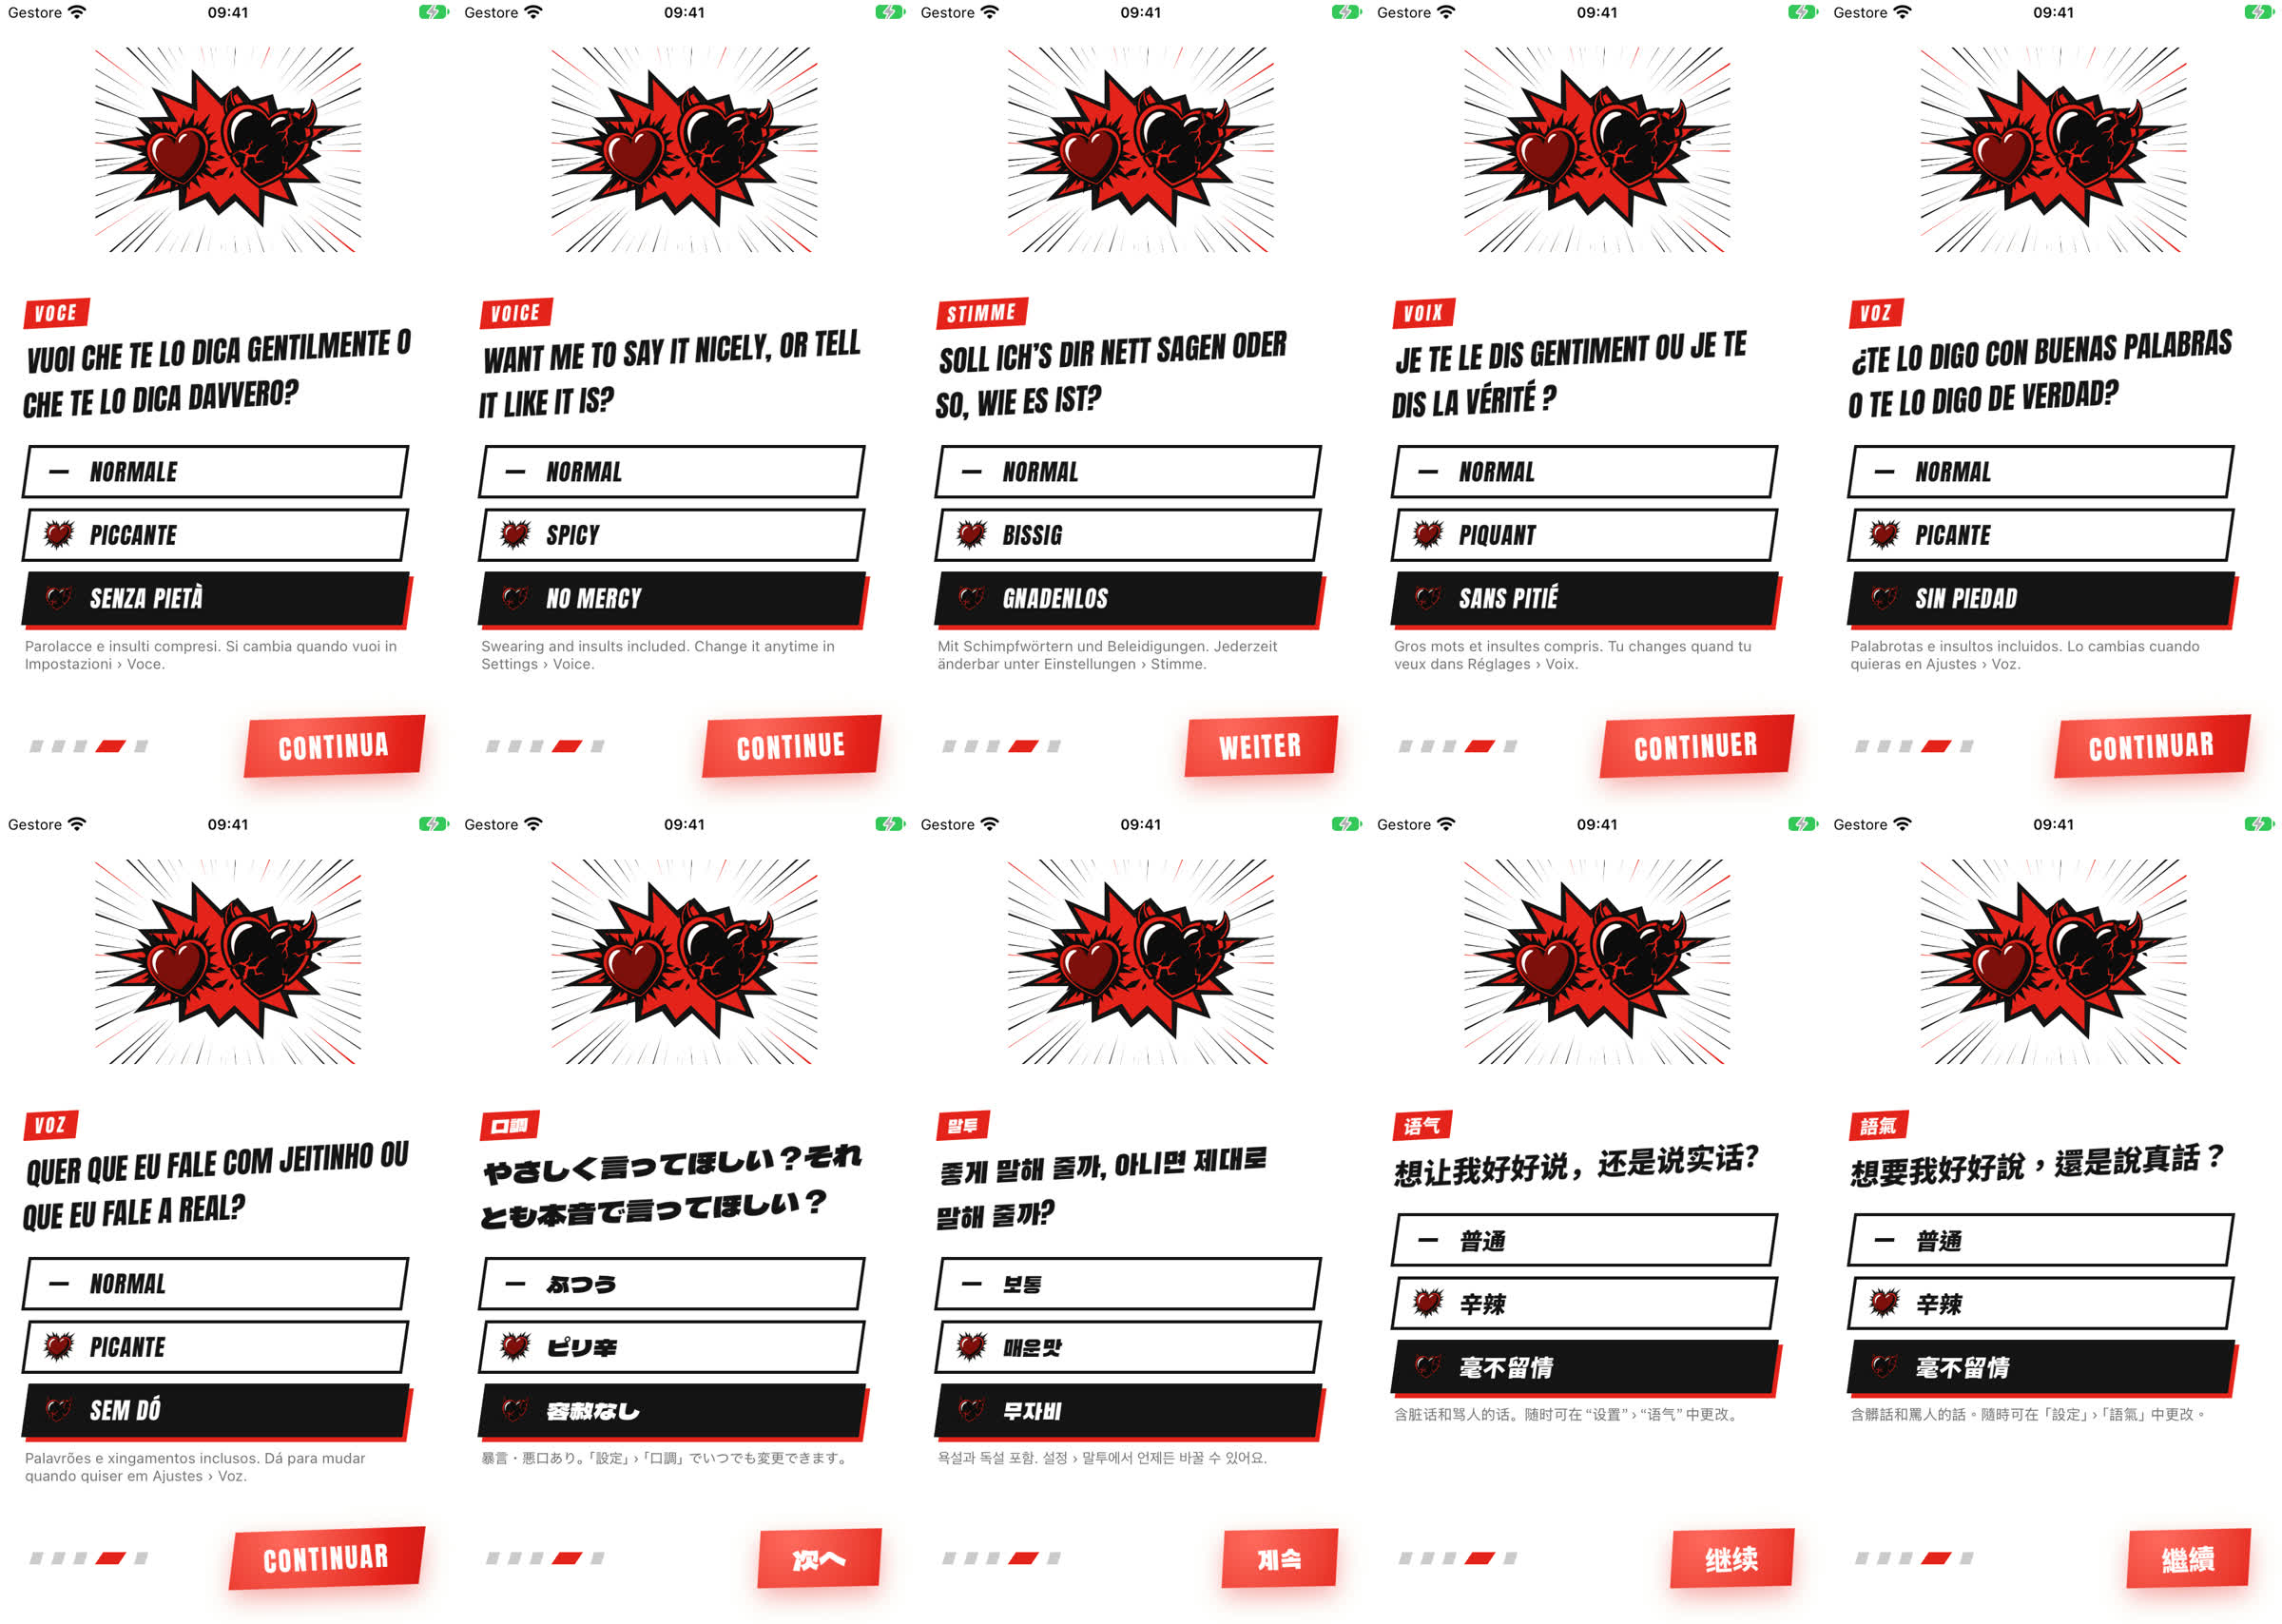 Gestore 09:41
VOCE
VUOI CHE TE LO DICA GENTILMENTE O
CHE TE LO DICA DAVVERO?
— NORMALE
PICCANTE
SENZA PIETÀ
Parolacce e insulti compresi. Si cambia quando vuoi in
Impostazioni › Voce.
CONTINUA
Gestore 09:41
VOICE
WANT ME TO SAY IT NICELY, OR TELL
IT LIKE IT IS?
— NORMAL
SPICY
NO MERCY
Swearing and insults included. Change it anytime in
Settings › Voice.
CONTINUE
Gestore 09:41
STIMME
SOLL ICH’S DIR NETT SAGEN ODER
SO, WIE ES IST?
— NORMAL
BISSIG
GNADENLOS
Mit Schimpfwörtern und Beleidigungen. Jederzeit
änderbar unter Einstellungen › Stimme.
WEITER
Gestore 09:41
VOIX
JE TE LE DIS GENTIMENT OU JE TE
DIS LA VÉRITÉ ?
— NORMAL
PIQUANT
SANS PITIÉ
Gros mots et insultes compris. Tu changes quand tu
veux dans Réglages › Voix.
CONTINUER
Gestore 09:41
VOZ
¿TE LO DIGO CON BUENAS PALABRAS
O TE LO DIGO DE VERDAD?
— NORMAL
PICANTE
SIN PIEDAD
Palabrotas e insultos incluidos. Lo cambias cuando
quieras en Ajustes › Voz.
CONTINUAR
Gestore 09:41
VOZ
QUER QUE EU FALE COM JEITINHO OU
QUE EU FALE A REAL?
— NORMAL
PICANTE
SEM DÓ
Palavrões e xingamentos inclusos. Dá para mudar
quando quiser em Ajustes › Voz.
CONTINUAR
Gestore 09:41
口調
やさしく言ってほしい？それ
とも本音で言ってほしい？
— ふつう
ピリ辛
容赦なし
暴言・悪口あり。「設定」›「口調」でいつでも変更できます。
次へ
Gestore 09:41
말투
좋게 말해 줄까, 아니면 제대로
말해 줄까?
— 보통
매운맛
무자비
욕설과 독설 포함. 설정 › 말투에서 언제든 바꿀 수 있어요.
계속
Gestore 09:41
语气
想让我好好说，还是说实话？
— 普通
辛辣
毫不留情
含脏话和骂人的话。随时可在“设置”›“语气”中更改。
继续
Gestore 09:41
語氣
想要我好好說，還是說真話？
— 普通
辛辣
毫不留情
含髒話和罵人的話。隨時可在「設定」›「語氣」中更改。
繼續